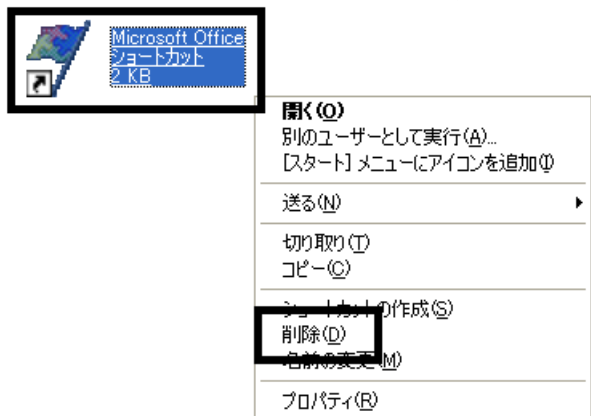 Microsoft Office
ショートカット
2 KB
開く(O)
別のユーザーとして実行(A)...
[スタート] メニューにアイコンを追加(I)
送る(N)
切り取り(T)
コピー(C)
ショートカットの作成(S)
削除(D)
名前の変更(M)
プロパティ(R)